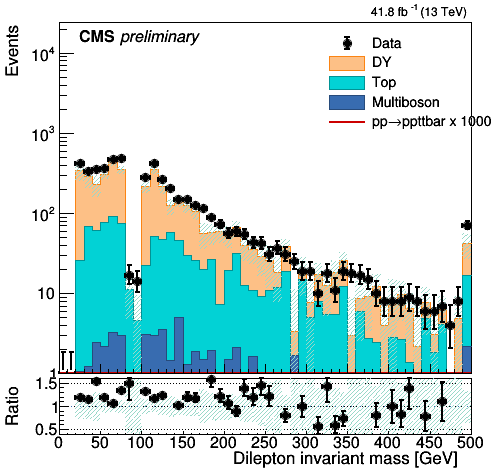 41.8 fb⁻¹ (13 TeV)
CMS preliminary
Events
Data
DY
Top
Multiboson
pp→ppttbar x 1000
10³
10²
10
1
Ratio
1.5
1
0.5
0 50 100 150 200 250 300 350 400 450 500
Dilepton invariant mass [GeV]